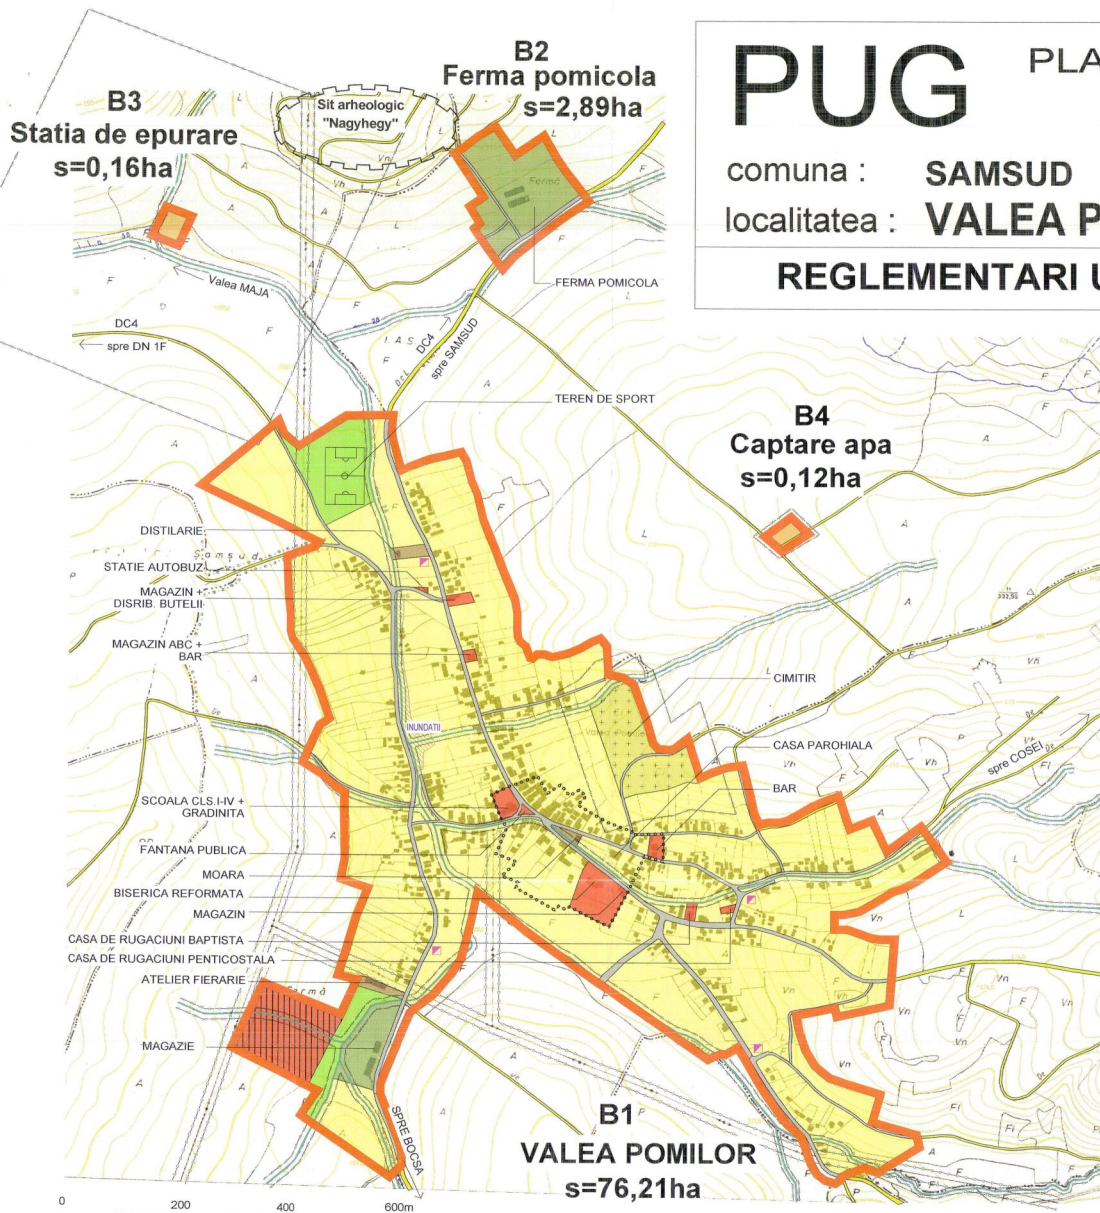 PUG PLA
comuna : SAMSUD
localitatea : VALEA P
REGLEMENTARI U
B2
Ferma pomicola
s=2,89ha
B3
Statia de epurare
s=0,16ha
Sit arheologic
"Nagyhegy"
Fermă
FERMA POMICOLA
Valea MAJA
DC4
spre DN 1F
DC4
spre SAMSUD
TEREN DE SPORT
B4
Captare apa
s=0,12ha
DISTILARIE
Samsud
STATIE AUTOBUZ
MAGAZIN +
DISRIB. BUTELII
MAGAZIN ABC +
BAR
CIMITIR
INUNDATII
CASA PAROHIALA
spre COSEI
BAR
SCOALA CLS.I-IV +
GRADINITA
FANTANA PUBLICA
MOARA
BISERICA REFORMATA
MAGAZIN
CASA DE RUGACIUNI BAPTISTA
CASA DE RUGACIUNI PENTICOSTALA
ATELIER FIERARIE
MAGAZIE
SPRE BOCSA
B1
VALEA POMILOR
s=76,21ha
0 200 400 600m